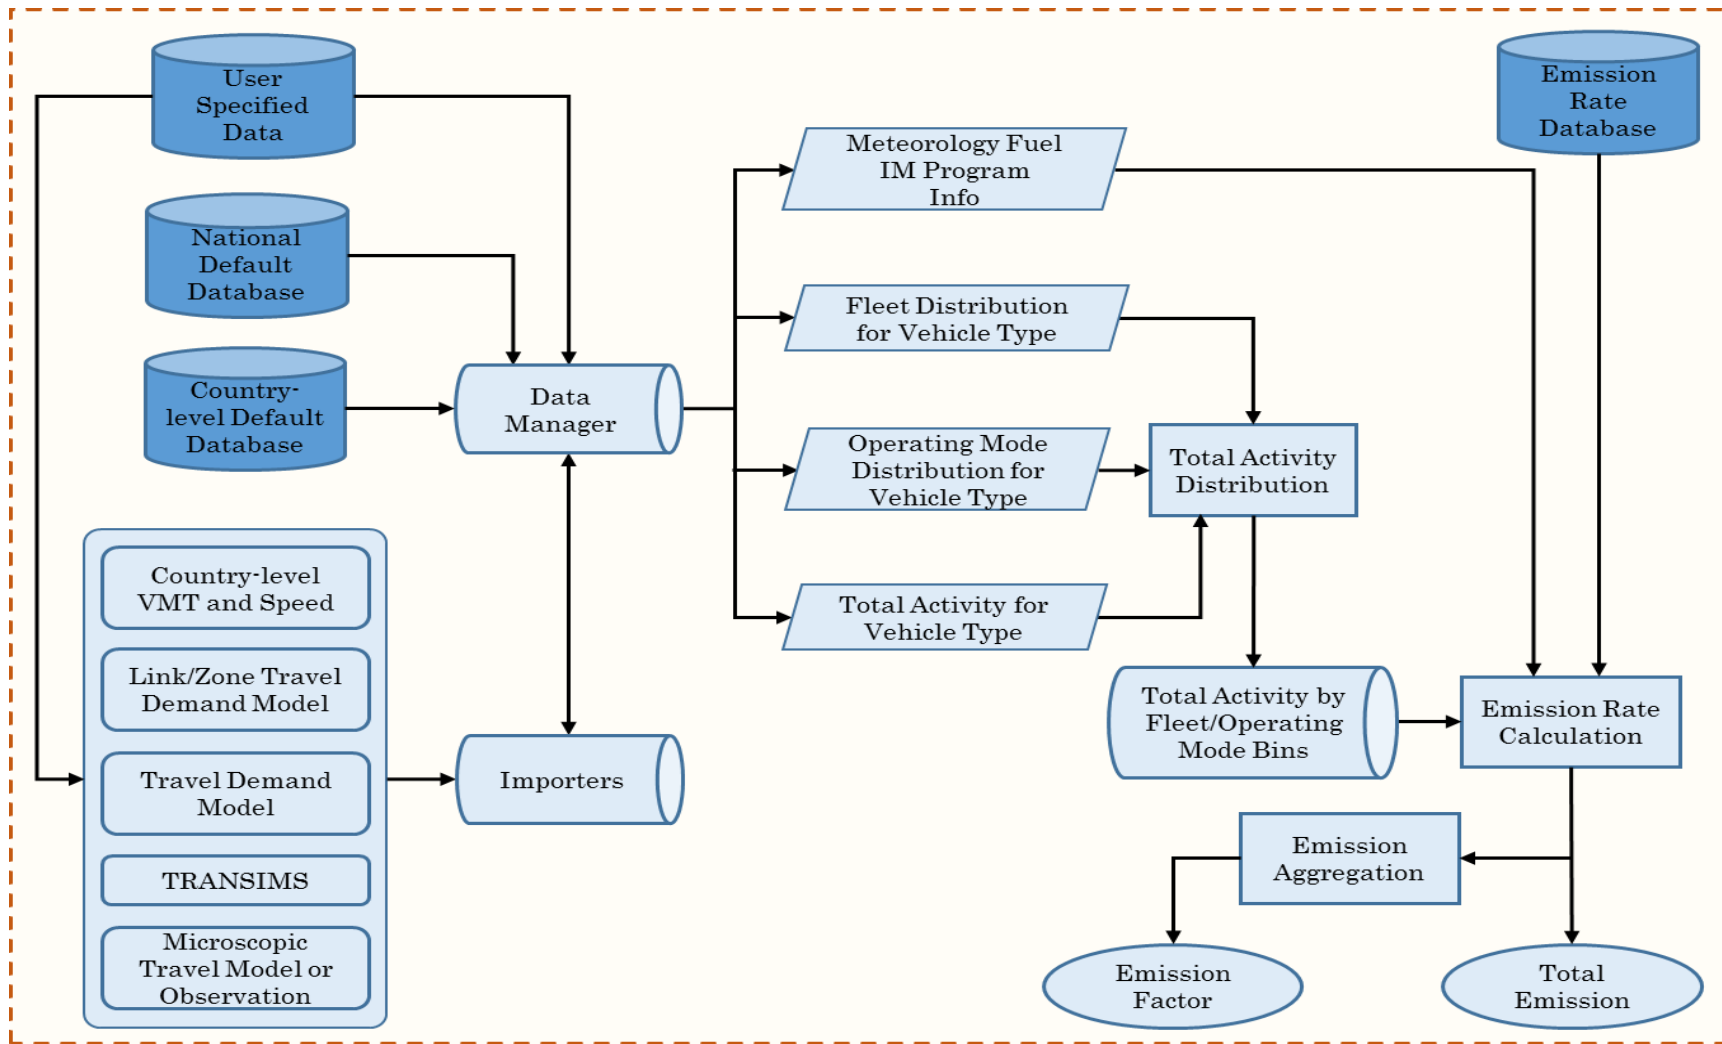 User
Specified
Data
National
Default
Database
Country-
level Default
Database
Country-level
VMT and Speed
Link/Zone Travel
Demand Model
Travel Demand
Model
TRANSIMS
Microscopic
Travel Model or
Observation
Data
Manager
Importers
Meteorology Fuel
IM Program
Info
Fleet Distribution
for Vehicle Type
Operating Mode
Distribution for
Vehicle Type
Total Activity for
Vehicle Type
Total Activity
Distribution
Total Activity by
Fleet/Operating
Mode Bins
Emission
Rate
Database
Emission Rate
Calculation
Emission
Aggregation
Emission
Factor
Total
Emission